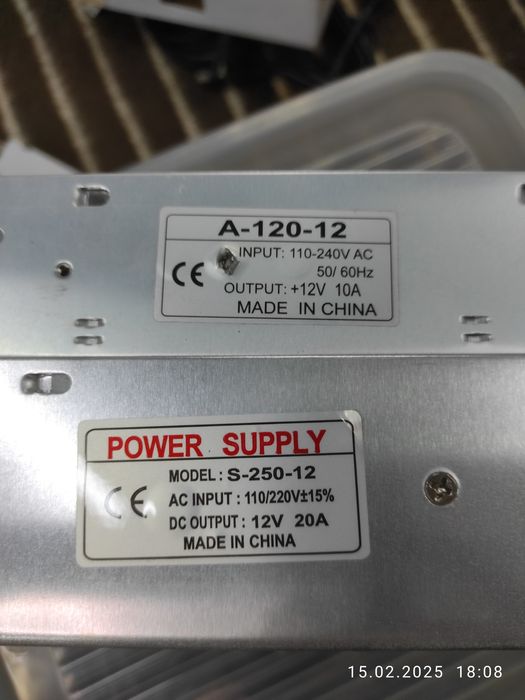 A-120-12
INPUT: 110-240V AC
50/ 60Hz
CE
OUTPUT: +12V 10A
MADE IN CHINA
POWER SUPPLY
MODEL: S-250-12
CE
AC INPUT : 110/220V±15%
DC OUTPUT : 12V 20A
MADE IN CHINA
15.02.2025 18:08